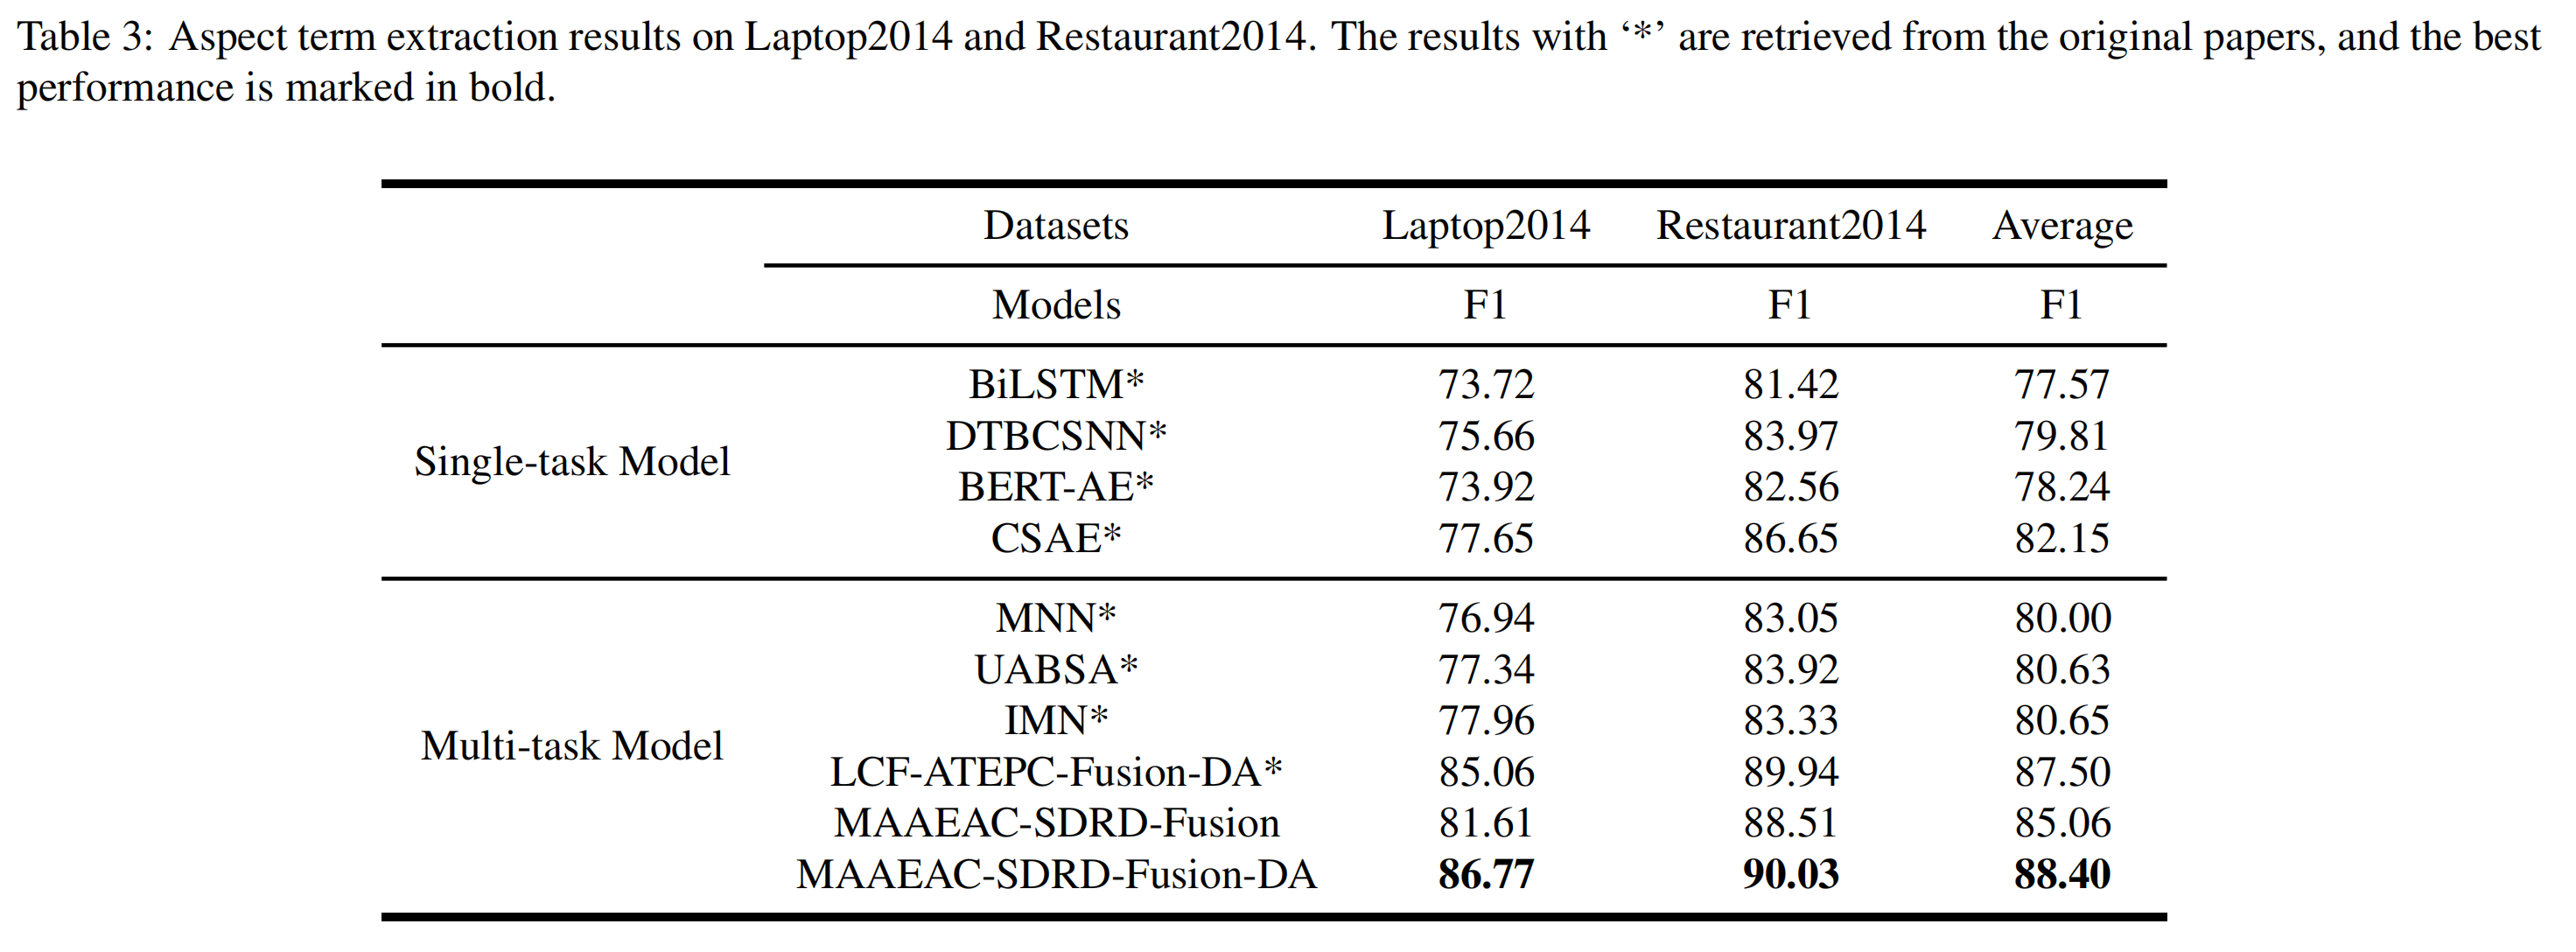 Table 3: Aspect term extraction results on Laptop2014 and Restaurant2014. The results with ‘*’ are retrieved from the original papers, and the best
performance is marked in bold.
Datasets Laptop2014 Restaurant2014 Average
Models F1 F1 F1
Single-task Model
BiLSTM* 73.72 81.42 77.57
DTBCSNN* 75.66 83.97 79.81
BERT-AE* 73.92 82.56 78.24
CSAE* 77.65 86.65 82.15
Multi-task Model
MNN* 76.94 83.05 80.00
UABSA* 77.34 83.92 80.63
IMN* 77.96 83.33 80.65
LCF-ATEPC-Fusion-DA* 85.06 89.94 87.50
MAAEAC-SDRD-Fusion 81.61 88.51 85.06
MAAEAC-SDRD-Fusion-DA 86.77 90.03 88.40